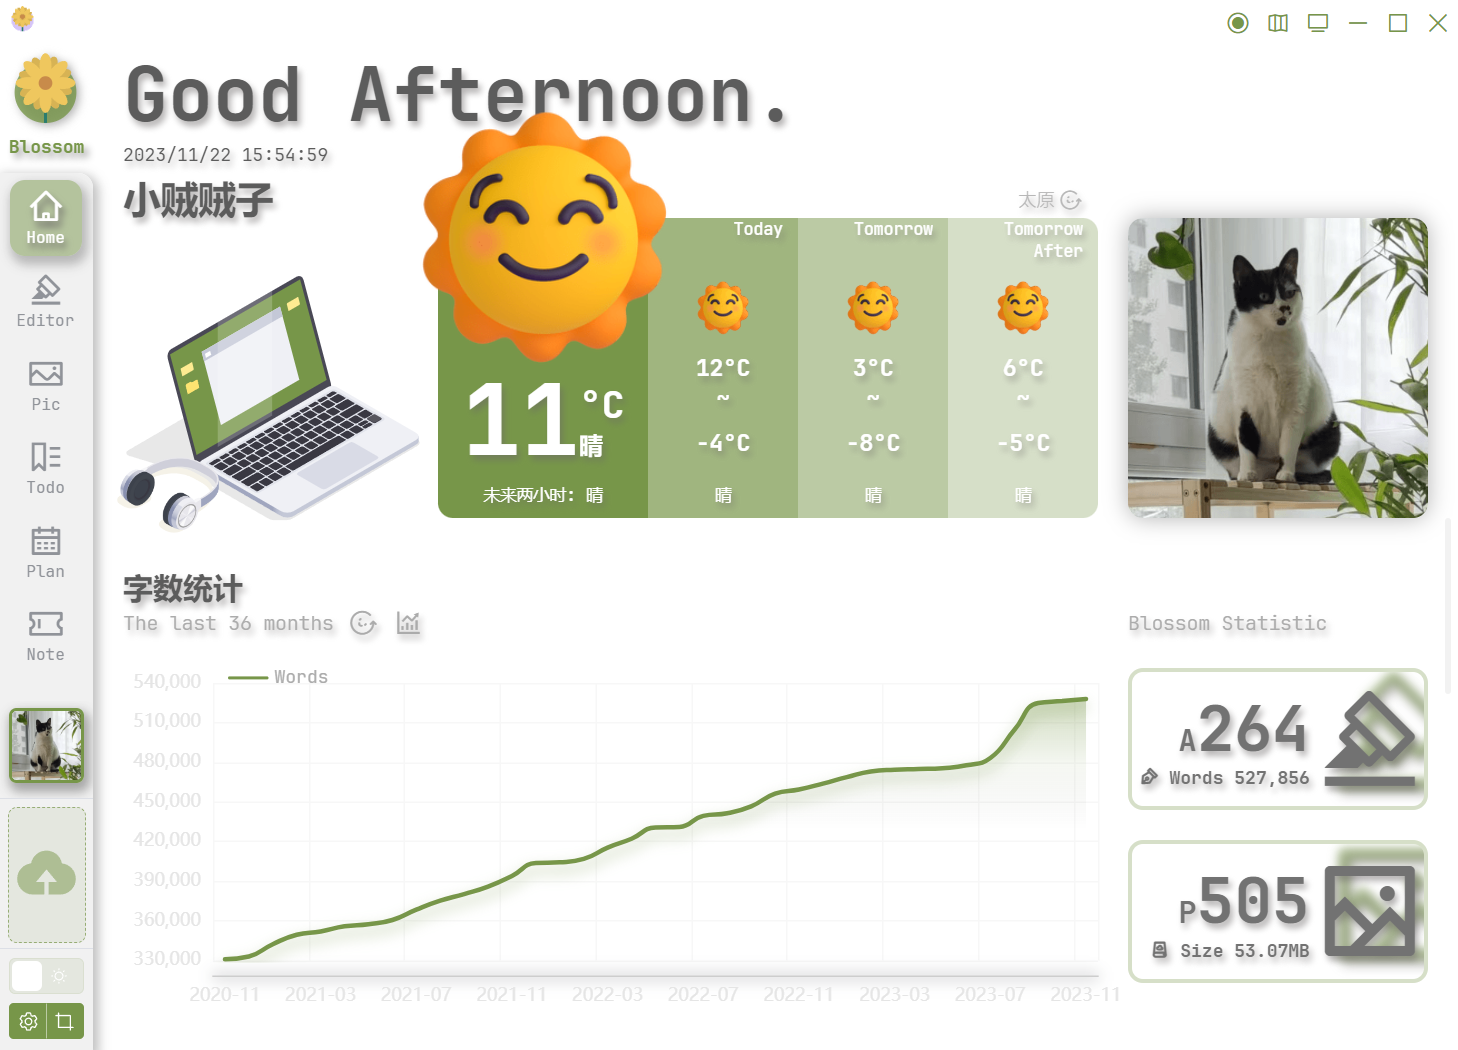 Good Afternoon.
Blossom
2023/11/22 15:54:59
小贼贼子
太原
Home
Editor
Pic
Todo
Plan
Note
Today
Tomorrow
Tomorrow
After
11°C
晴
未来两小时：晴
12°C
~
-4°C
晴
3°C
~
-8°C
晴
6°C
~
-5°C
晴
字数统计
The last 36 months
Words
540,000
510,000
480,000
450,000
420,000
390,000
360,000
330,000
2020-11 2021-03 2021-07 2021-11 2022-03 2022-07 2022-11 2023-03 2023-07 2023-11
Blossom Statistic
A264
Words 527,856
P505
Size 53.07MB